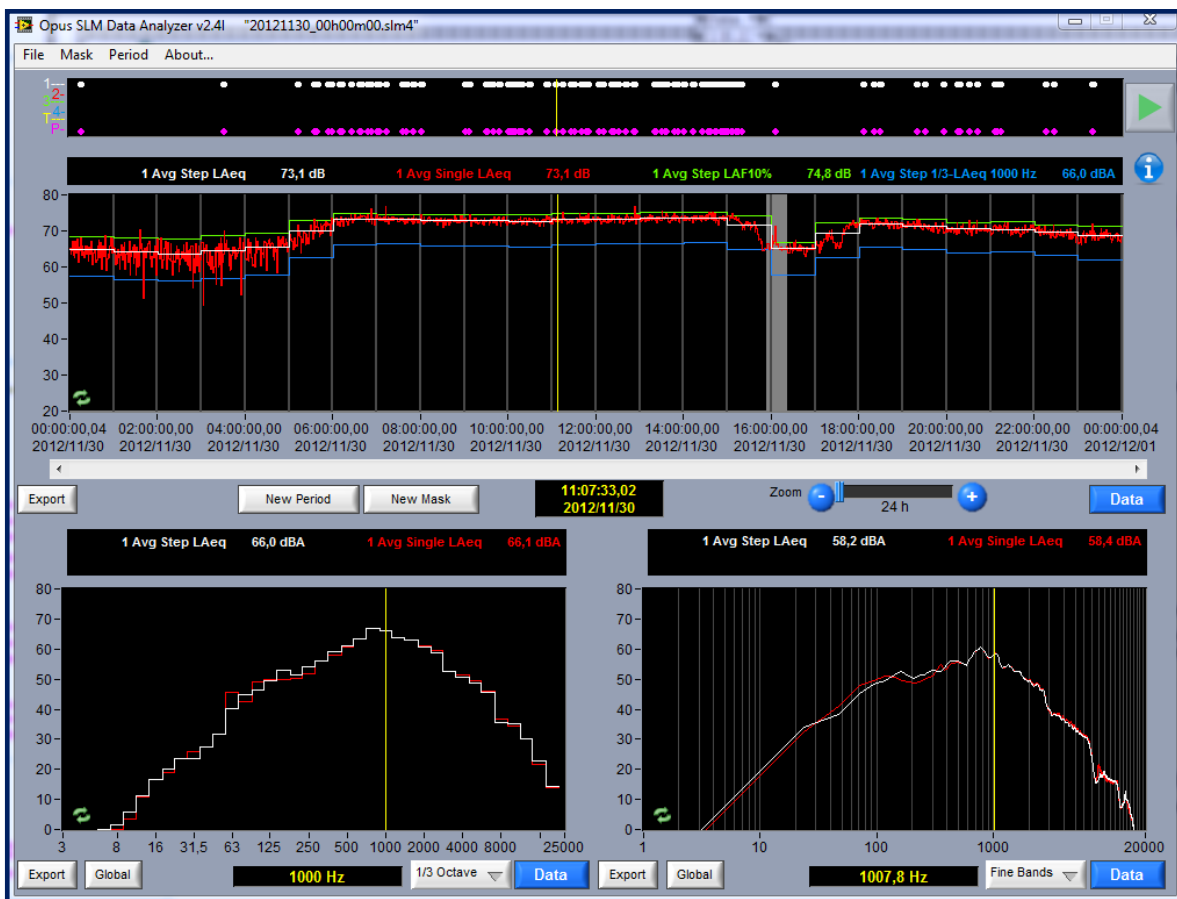 Opus SLM Data Analyzer v2.4l "20121130_00h00m00.slm4"
File Mask Period About...
1-
2-
3-
4-
T-
P-
1 Avg Step LAeq 73,1 dB 1 Avg Single LAeq 73,1 dB 1 Avg Step LAF10% 74,8 dB 1 Avg Step 1/3-LAeq 1000 Hz 66,0 dBA
80
70
60
50
40
30
20
00:00:00,04 02:00:00,00 04:00:00,00 06:00:00,00 08:00:00,00 10:00:00,00 12:00:00,00 14:00:00,00 16:00:00,00 18:00:00,00 20:00:00,00 22:00:00,00 00:00:00,04
2012/11/30 2012/11/30 2012/11/30 2012/11/30 2012/11/30 2012/11/30 2012/11/30 2012/11/30 2012/11/30 2012/11/30 2012/11/30 2012/11/30 2012/12/01
Export New Period New Mask 11:07:33,02 Zoom - + Data
2012/11/30 24 h
1 Avg Step LAeq 66,0 dBA 1 Avg Single LAeq 66,1 dBA
80
70
60
50
40
30
20
10
0
3 8 16 31,5 63 125 250 500 1000 2000 4000 8000 25000
Export Global 1000 Hz 1/3 Octave Data
1 Avg Step LAeq 58,2 dBA 1 Avg Single LAeq 58,4 dBA
80
70
60
50
40
30
20
10
0
1 10 100 1000 20000
Export Global 1007,8 Hz Fine Bands Data